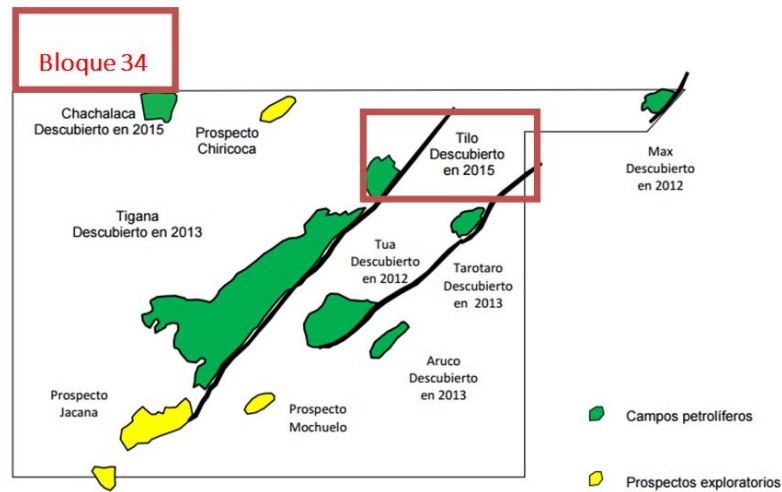 Bloque 34
Chachalaca
Descubierto en 2015
Prospecto
Chiricoca
Tilo
Descubierto
en 2015
Max
Descubierto
en 2012
Tigana
Descubierto en 2013
Tua
Descubierto
en 2012
Tarotaro
Descubierto
en 2013
Aruco
Descubierto
en 2013
Prospecto
Jacana
Prospecto
Mochuelo
Campos petrolíferos
Prospectos exploratorios